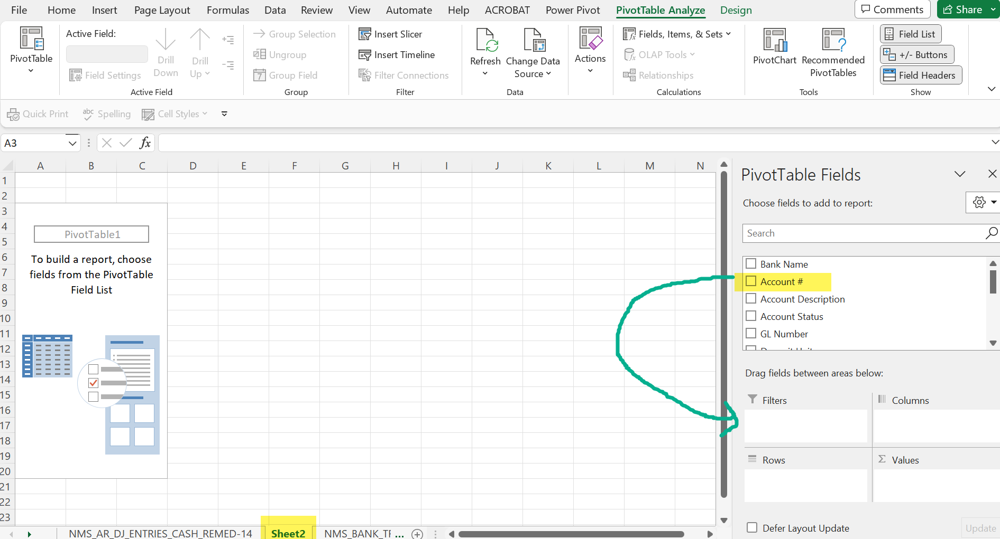 File Home Insert Page Layout Formulas Data Review View Automate Help ACROBAT Power Pivot PivotTable Analyze Design Comments Share
PivotTable
Active Field:
Field Settings
Drill Down
Drill Up
Active Field
Group Selection
Ungroup
Group Field
Group
Insert Slicer
Insert Timeline
Filter Connections
Filter
Refresh
Change Data Source
Data
Actions
Fields, Items, & Sets
OLAP Tools
Relationships
Calculations
PivotChart
Recommended PivotTables
Tools
Field List
+/- Buttons
Field Headers
Show
Quick Print abc Spelling Cell Styles
A3 fx
A B C D E F G H I J K L M N
1
2
3
4
5
6
7
8
9
10
11
12
13
14
15
16
17
18
19
20
21
22
23
PivotTable1
To build a report, choose
fields from the PivotTable
Field List
PivotTable Fields
Choose fields to add to report:
Search
Bank Name
Account #
Account Description
Account Status
GL Number
Drag fields between areas below:
Filters
Columns
Rows
Σ Values
Defer Layout Update Update
NMS_AR_DJ_ENTRIES_CASH_REMED-14 Sheet2 NMS_BANK_TF ...